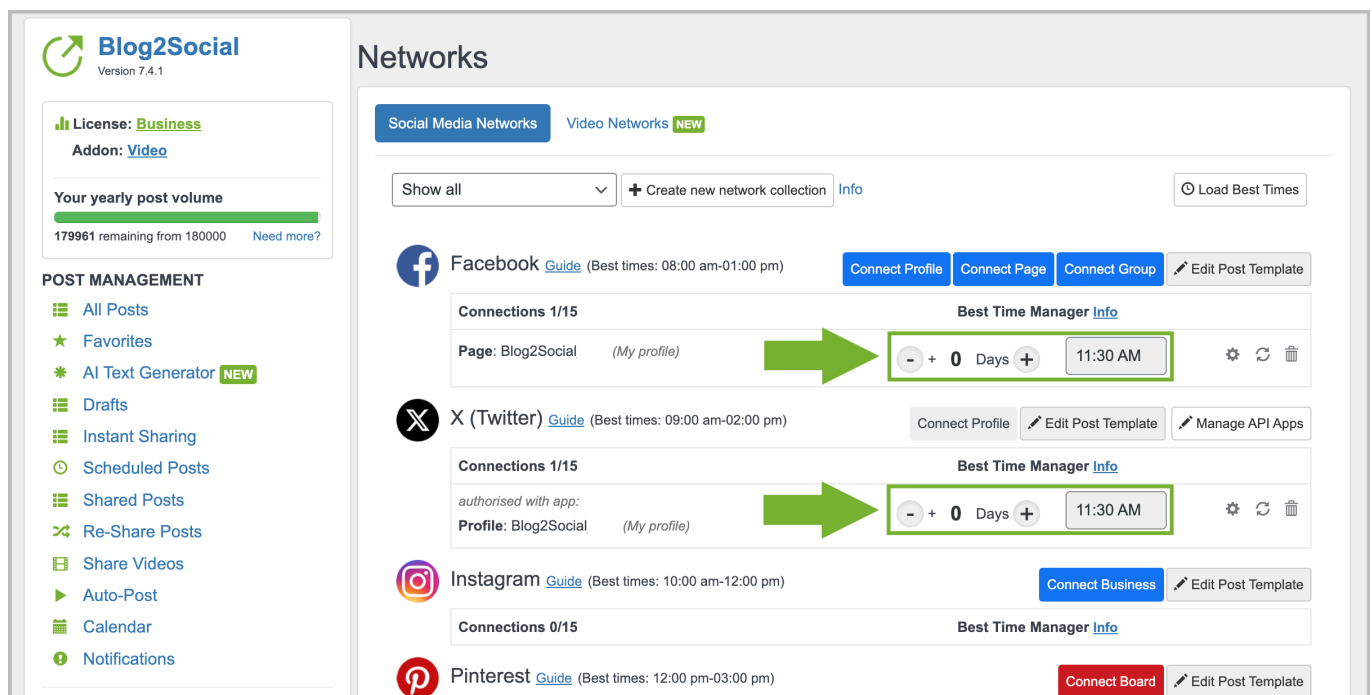 Blog2Social
Version 7.4.1
License: Business
Addon: Video
Your yearly post volume
179961 remaining from 180000 Need more?
POST MANAGEMENT
All Posts
Favorites
AI Text Generator NEW
Drafts
Instant Sharing
Scheduled Posts
Shared Posts
Re-Share Posts
Share Videos
Auto-Post
Calendar
Notifications
Networks
Social Media Networks Video Networks NEW
Show all + Create new network collection Info Load Best Times
Facebook Guide (Best times: 08:00 am-01:00 pm) Connect Profile Connect Page Connect Group Edit Post Template
Connections 1/15 Best Time Manager Info
Page: Blog2Social (My profile) - + 0 Days + 11:30 AM
X (Twitter) Guide (Best times: 09:00 am-02:00 pm) Connect Profile Edit Post Template Manage API Apps
Connections 1/15 Best Time Manager Info
authorised with app:
Profile: Blog2Social (My profile) - + 0 Days + 11:30 AM
Instagram Guide (Best times: 10:00 am-12:00 pm) Connect Business Edit Post Template
Connections 0/15 Best Time Manager Info
Pinterest Guide (Best times: 12:00 pm-03:00 pm) Connect Board Edit Post Template